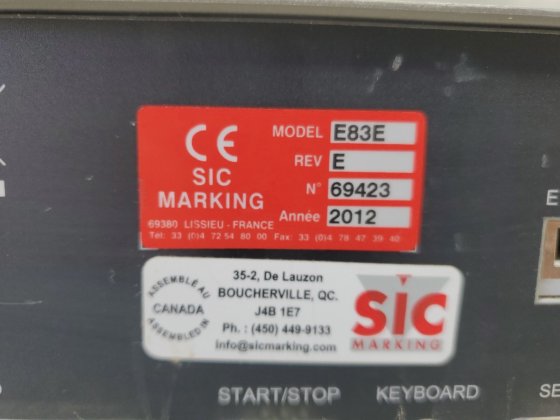 CE
SIC
MARKING
69380 LISSIEU - FRANCE
Tél: 33 (0)4 72 54 80 00 Fax: 33 (0)4 78 47 39 40
MODEL E83E
REV E
N° 69423
Année 2012
ASSEMBLÉ AU
CANADA
ASSEMBLED IN
35-2, De Lauzon
BOUCHERVILLE, QC.
J4B 1E7
Ph. : (450) 449-9133
info@sicmarking.com
SIC
MARKING
START/STOP
KEYBOARD